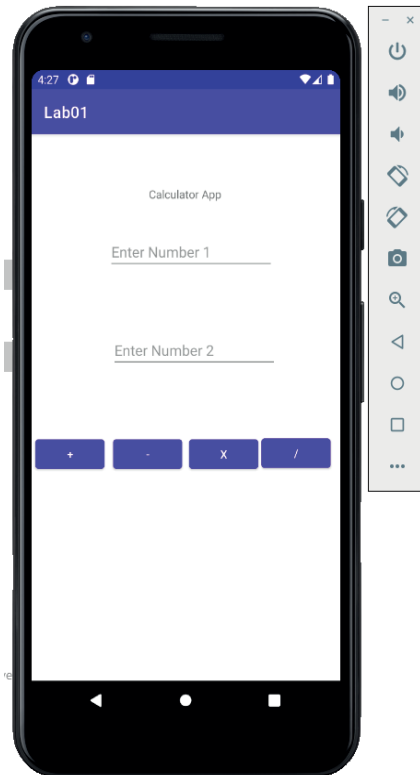 4:27
Lab01
Calculator App
Enter Number 1
Enter Number 2
+ - X /